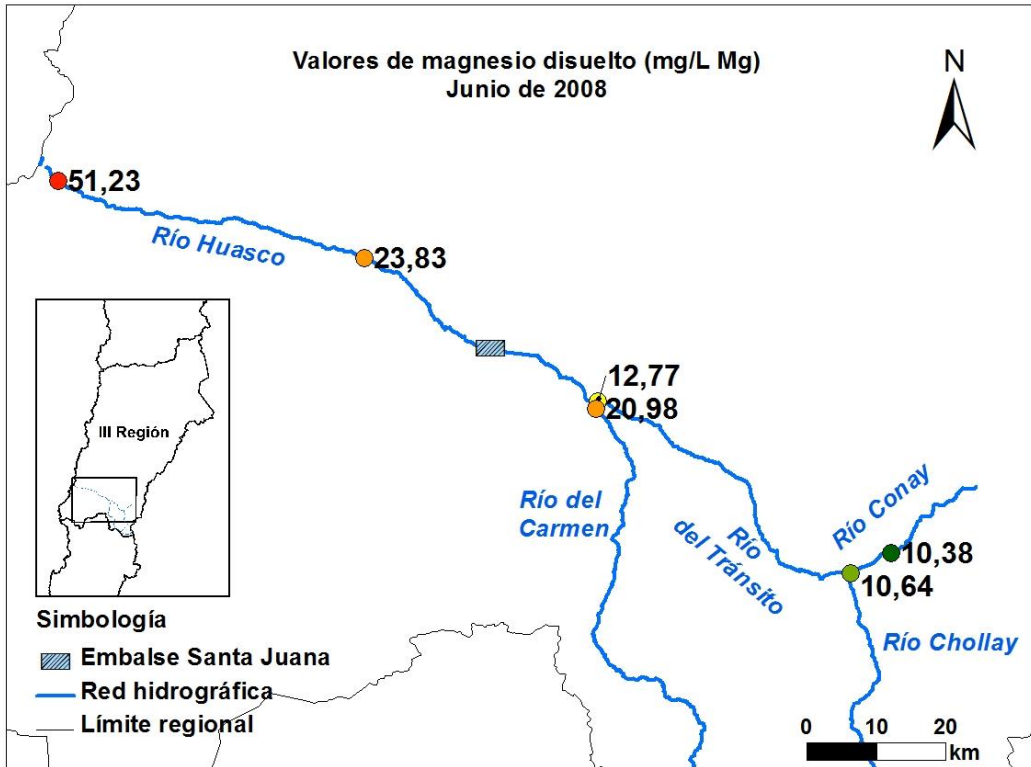 Valores de magnesio disuelto (mg/L Mg)
Junio de 2008
N
51,23
Río Huasco
23,83
12,77
20,98
III Región
Río del
Carmen
Río
del Tránsito
Río Conay
10,38
10,64
Río Chollay
Simbología
Embalse Santa Juana
Red hidrográfica
Límite regional
0 10 20
km